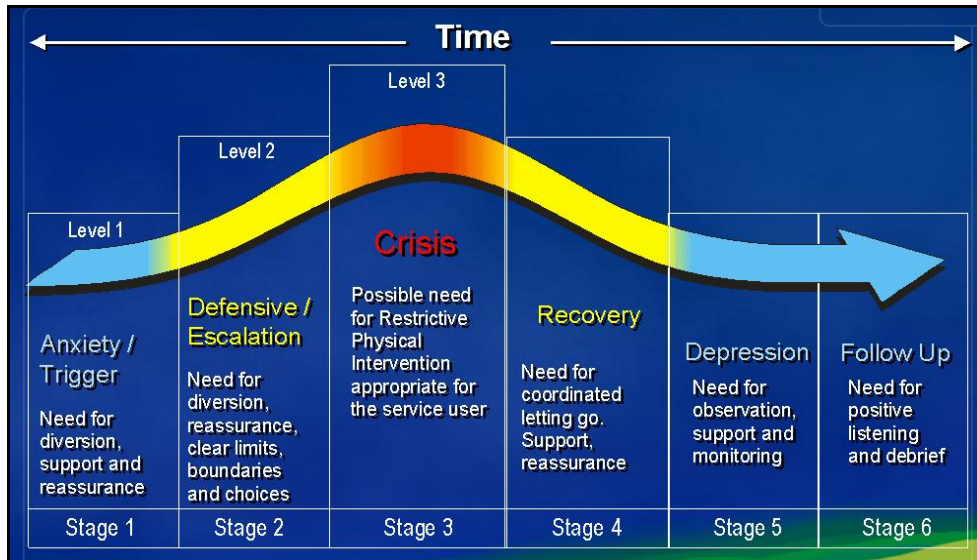 Time
Level 1
Level 2
Level 3
Anxiety /
Trigger
Need for
diversion,
support and
reassurance
Defensive /
Escalation
Need for
diversion,
reassurance,
clear limits,
boundaries
and choices
Crisis
Possible need
for Restrictive
Physical
Intervention
appropriate for
the service user
Recovery
Need for
coordinated
letting go.
Support,
reassurance
Depression
Need for
observation,
support and
monitoring
Follow Up
Need for
positive
listening
and debrief
Stage 1
Stage 2
Stage 3
Stage 4
Stage 5
Stage 6